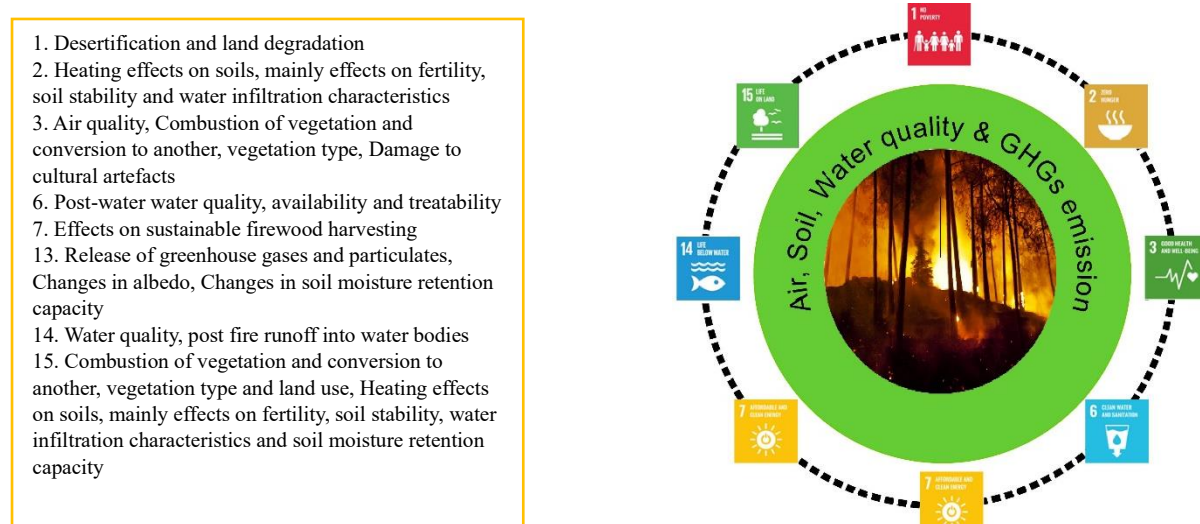 1. Desertification and land degradation
2. Heating effects on soils, mainly effects on fertility,
soil stability and water infiltration characteristics
3. Air quality, Combustion of vegetation and
conversion to another, vegetation type, Damage to
cultural artefacts
6. Post-water water quality, availability and treatability
7. Effects on sustainable firewood harvesting
13. Release of greenhouse gases and particulates,
Changes in albedo, Changes in soil moisture retention
capacity
14. Water quality, post fire runoff into water bodies
15. Combustion of vegetation and conversion to
another, vegetation type and land use, Heating effects
on soils, mainly effects on fertility, soil stability, water
infiltration characteristics and soil moisture retention
capacity
Air, Soil, Water quality & GHGs emission
1 NO
POVERTY
2 ZERO
HUNGER
3 GOOD HEALTH
AND WELL-BEING
6 CLEAN WATER
AND SANITATION
7 AFFORDABLE AND
CLEAN ENERGY
7 AFFORDABLE AND
CLEAN ENERGY
14 LIFE
BELOW WATER
15 LIFE
ON LAND